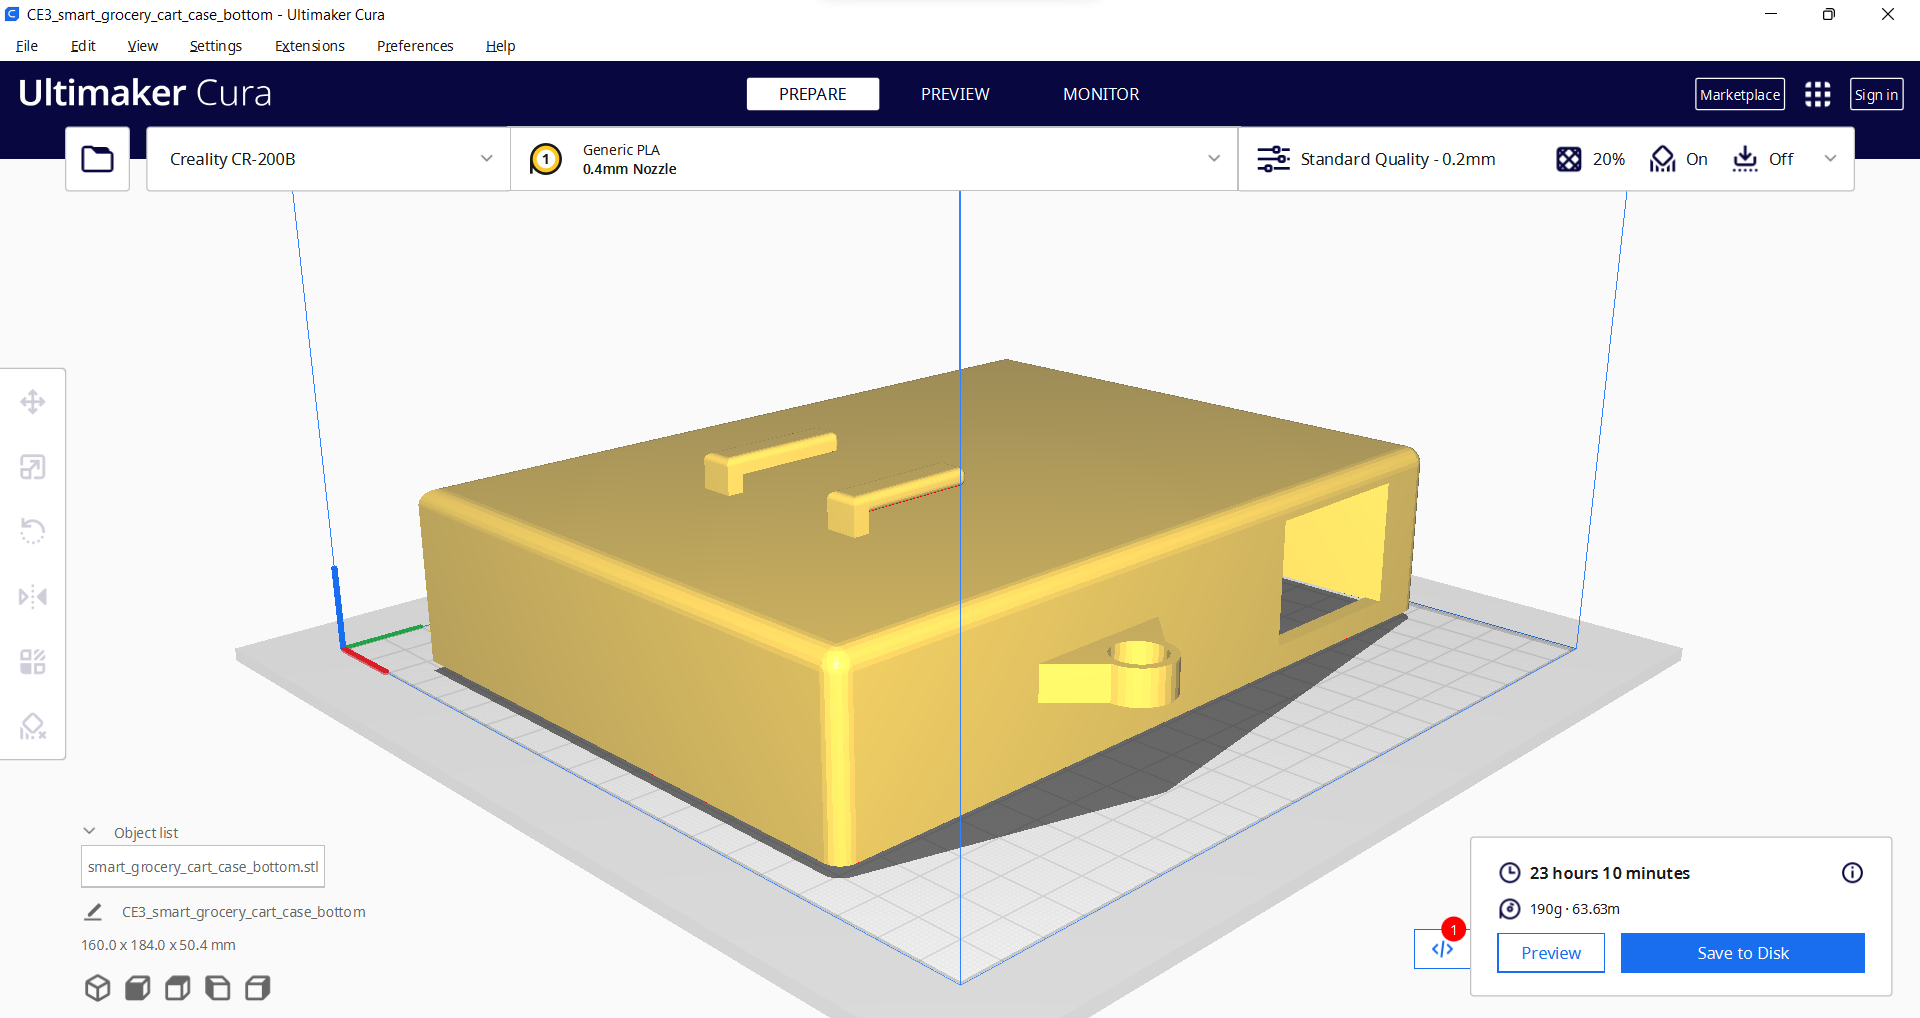 CE3_smart_grocery_cart_case_bottom - Ultimaker Cura
File Edit View Settings Extensions Preferences Help
Ultimaker Cura
PREPARE PREVIEW MONITOR
Marketplace
Sign in
Creality CR-200B
1
Generic PLA
0.4mm Nozzle
Standard Quality - 0.2mm
20%
On
Off
Object list
smart_grocery_cart_case_bottom.stl
CE3_smart_grocery_cart_case_bottom
160.0 x 184.0 x 50.4 mm
23 hours 10 minutes
190g · 63.63m
1
</>
Preview
Save to Disk